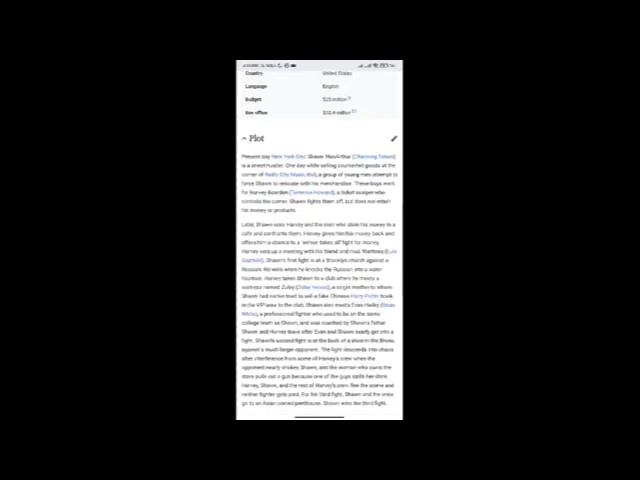 Country United States
Language English
Budget $25 million
Box office million
Plot
Present day New York City: Shawn MacArthur (Channing Tatum)
is a street hustler. One day while selling counterfeit goods at the
corner of Radio City Music Hall, a group of young men attempt to
force Shawn to relocate with his merchandise. These boys work
for Harvey Boarden (Terrence Howard), a ticket scalper who
controls the corner. Shawn fights them off, but does not retain
his money or products.
Later, Shawn sees Harvey and the men who stole his money in a
cafe and confronts them. Harvey gives him his money back and
offers him a chance to a 'winner takes all' fight for money.
Harvey sets up a meeting with his friend and rival, Martinez (Luis
Guzmán). Shawn's first fight is at a Brooklyn church against a
Russian. He wins when he knocks the Russian into a water
fountain. Harvey takes Shawn to a club when he meets a
waitress named Zulay (Zulay Henao), a single mother to whom
Shawn had earlier tried to sell a fake Chinese Harry Potter book.
In the VIP area to the club, Shawn also meets Evan Hailey (Brian
White), a professional fighter who used to be on the same
college team as Shawn, and was coached by Shawn's father.
Shawn and Harvey leave after Evan and Shawn nearly get into a
fight. Shawn's second fight is at the back of a store in the Bronx,
against a much larger opponent. The fight descends into chaos
after interference from some of Harvey's crew when the
opponent nearly chokes Shawn, and the woman who owns the
store pulls out a gun because one of the guys spills her drink.
Harvey, Shawn, and the rest of Harvey's crew flee the scene and
neither fighter gets paid. For his third fight, Shawn and the crew
go to an Asian owned penthouse. Shawn wins the third fight,